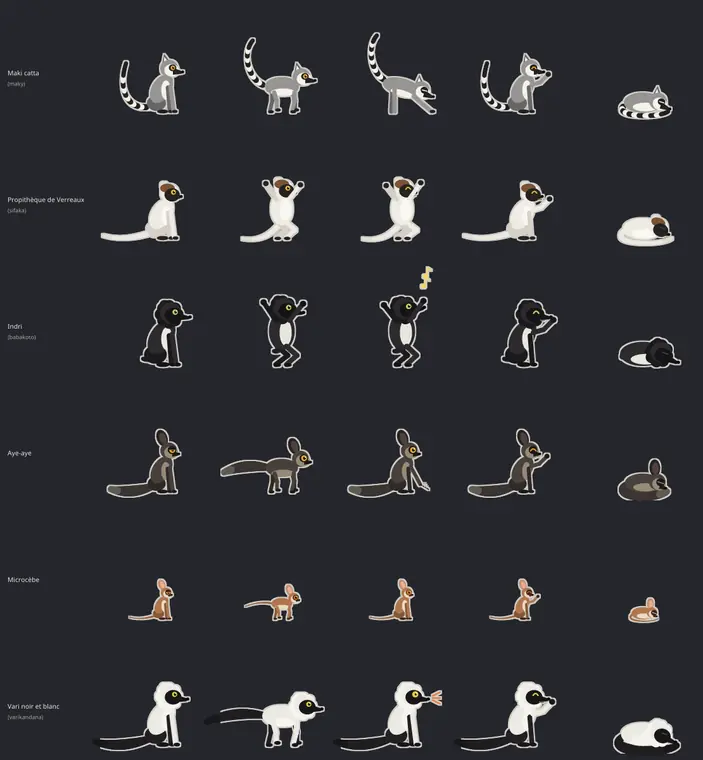 Maki catta
(maky)
Propithèque de Verreaux
(sifaka)
Indri
(babakoto)
Aye-aye
Microcèbe
Vari noir et blanc
(varikandana)